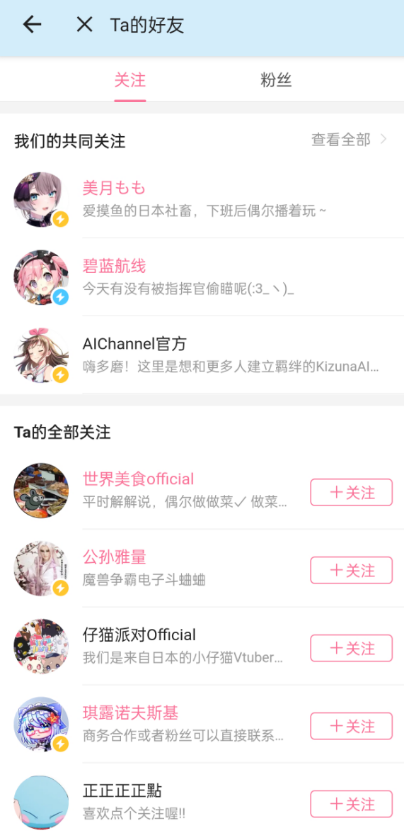 Ta的好友
关注
粉丝
我们的共同关注
查看全部
美月もも
爱摸鱼的日本社畜，下班后偶尔播着玩～
碧蓝航线
今天有没有被指挥官偷瞄呢(:3_ヽ)_
AIChannel官方
嗨多磨！这里是想和更多人建立羁绊的KizunaAI…
Ta的全部关注
世界美食official
平时解解说，偶尔做做菜✓ 做菜…
＋关注
公孙雅量
魔兽争霸电子斗蛐蛐
＋关注
仔猫派对Official
我们是来自日本的小仔猫Vtuber…
＋关注
琪露诺夫斯基
商务合作或者粉丝可以直接联系…
＋关注
正正正正點
喜欢点个关注喔!!
＋关注